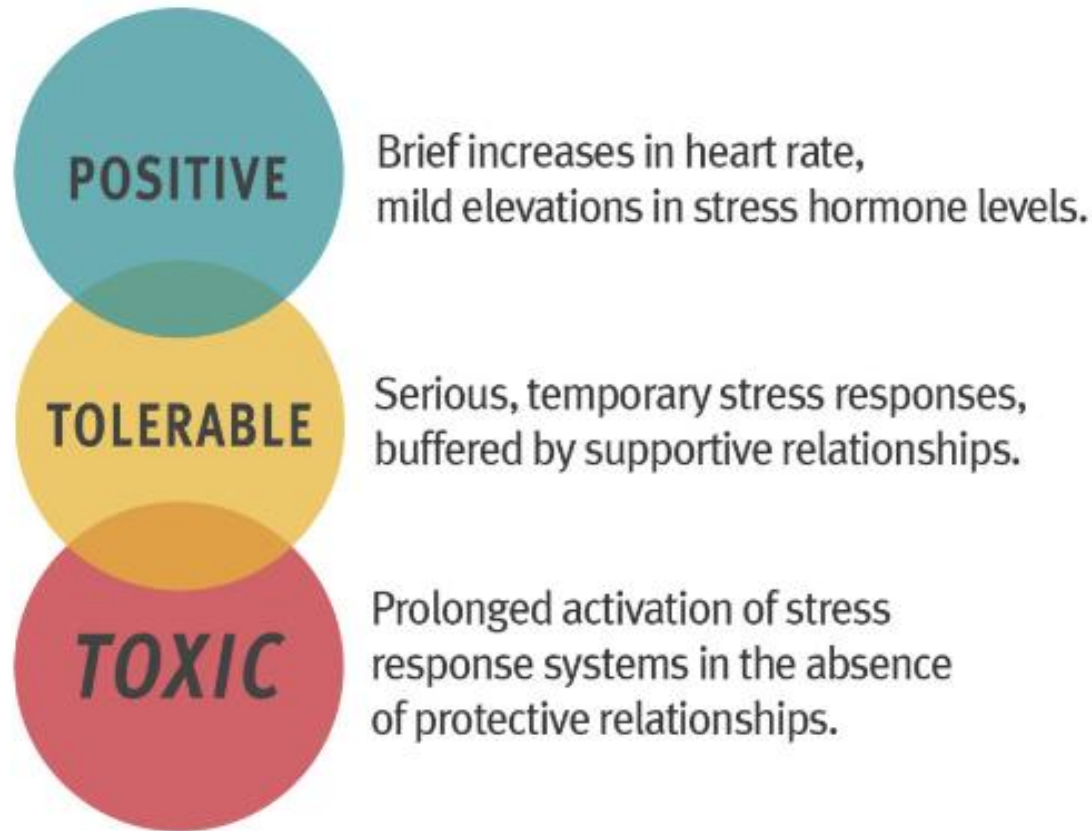 POSITIVE
Brief increases in heart rate,
mild elevations in stress hormone levels.
TOLERABLE
Serious, temporary stress responses,
buffered by supportive relationships.
TOXIC
Prolonged activation of stress
response systems in the absence
of protective relationships.